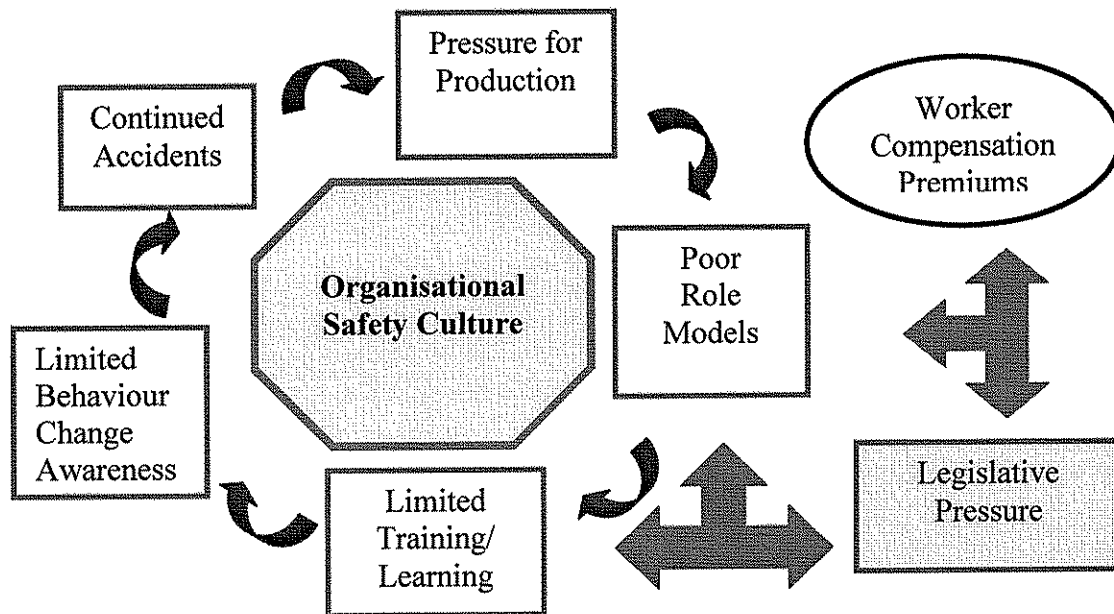 Pressure for
Production
Continued
Accidents
Worker
Compensation
Premiums
Organisational
Safety Culture
Poor
Role
Models
Limited
Behaviour
Change
Awareness
Limited
Training/
Learning
Legislative
Pressure